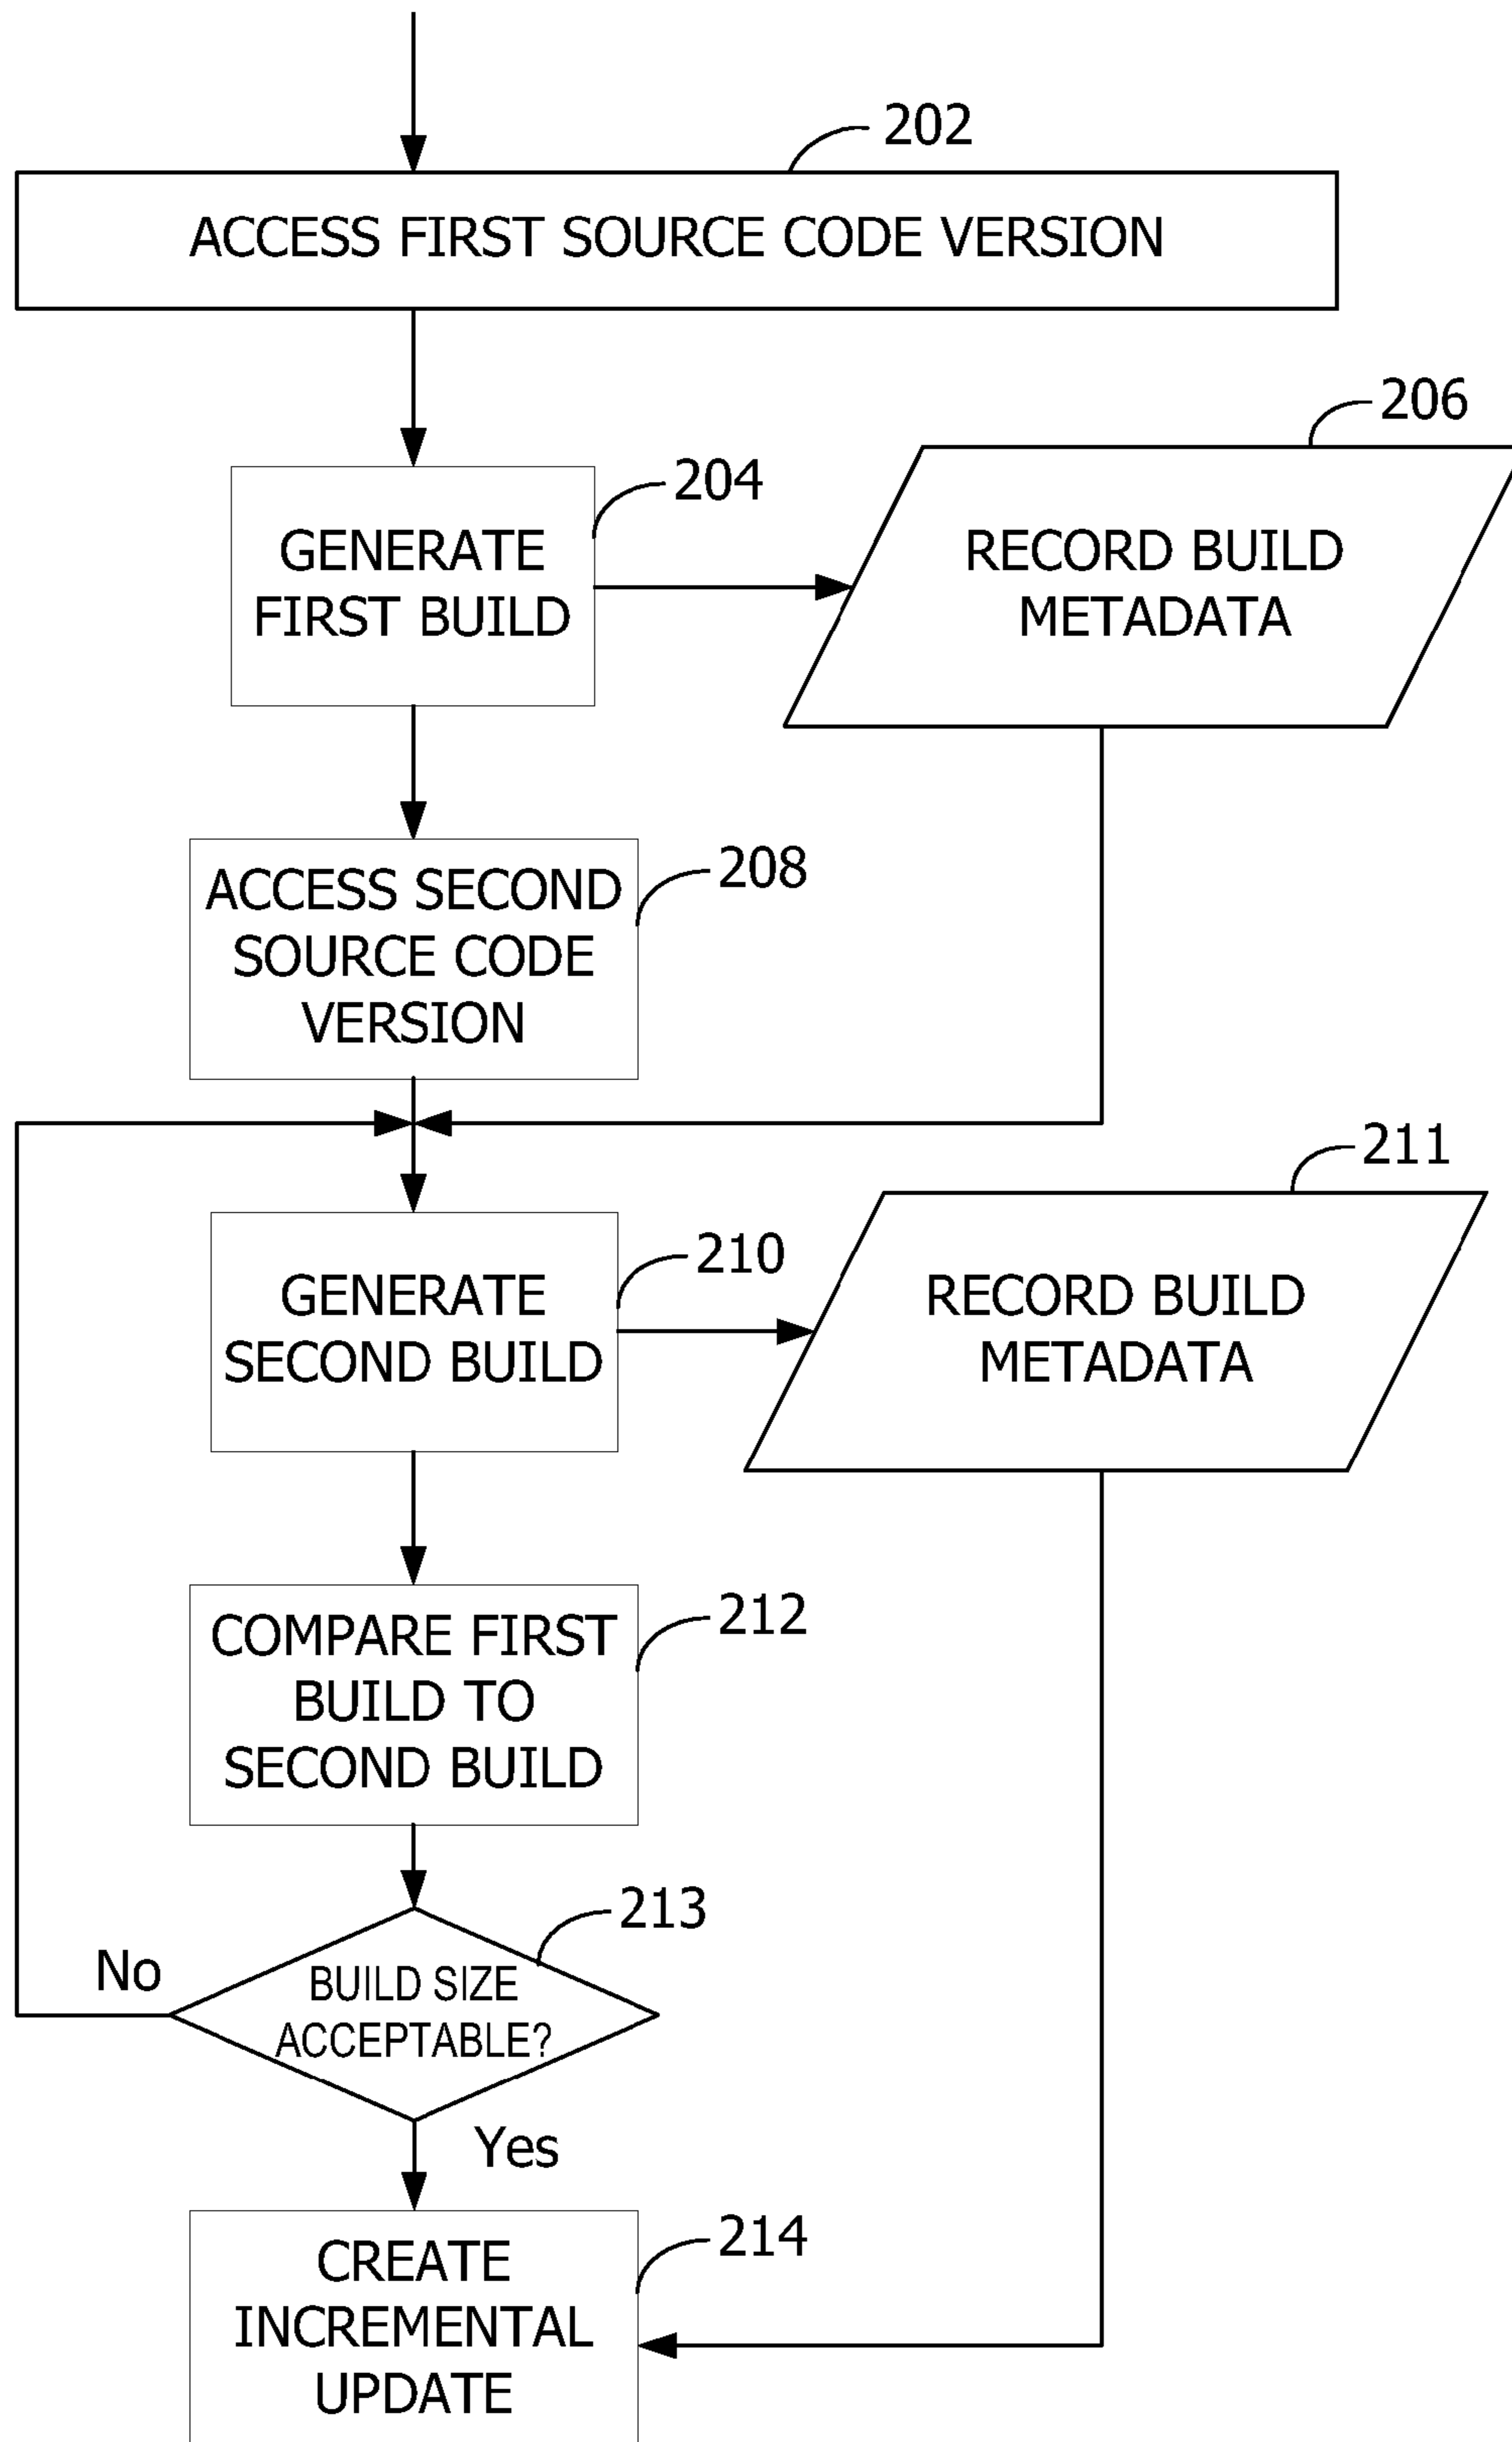 202
ACCESS FIRST SOURCE CODE VERSION
206
204
GENERATE
FIRST BUILD
RECORD BUILD
METADATA
208
ACCESS SECOND
SOURCE CODE
VERSION
211
210
GENERATE
SECOND BUILD
RECORD BUILD
METADATA
212
COMPARE FIRST
BUILD TO
SECOND BUILD
213
No
BUILD SIZE
ACCEPTABLE?
Yes
214
CREATE
INCREMENTAL
UPDATE